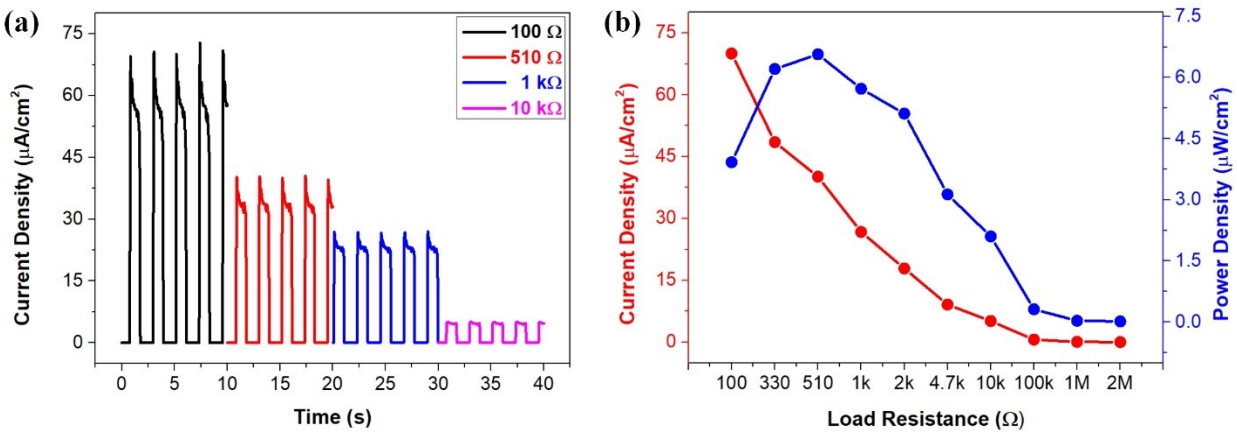 (a)
Current Density (μA/cm²)
75
60
45
30
15
0
100 Ω
510 Ω
1 kΩ
10 kΩ
0 5 10 15 20 25 30 35 40
Time (s)
(b)
Current Density (μA/cm²)
75
60
45
30
15
0
7.5
6.0
4.5
3.0
1.5
0.0
Power Density (μW/cm²)
100 330 510 1k 2k 4.7k 10k 100k 1M 2M
Load Resistance (Ω)